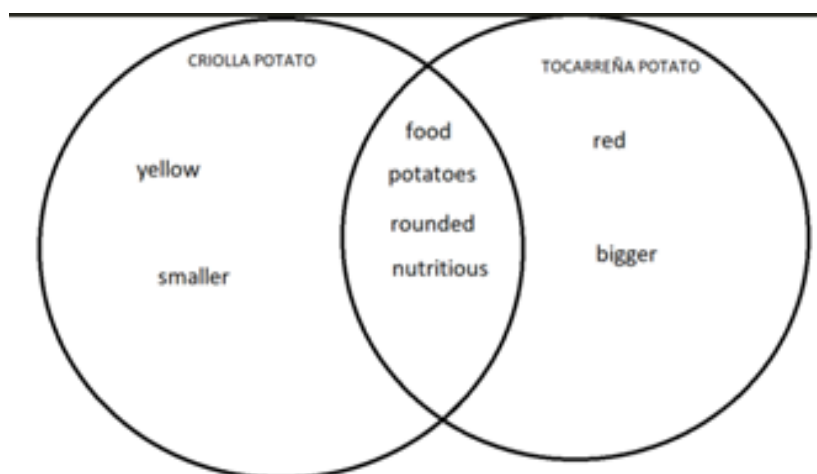 CRIOLLA POTATO
TOCARREÑA POTATO
yellow
smaller
food
potatoes
rounded
nutritious
red
bigger